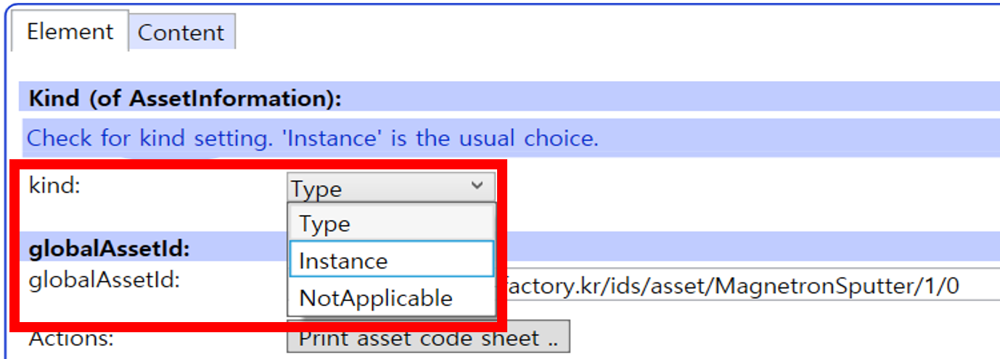 Element Content
Kind (of AssetInformation):
Check for kind setting. 'Instance' is the usual choice.
kind: Type
Type
globalAssetId:
Instance
globalAssetId: factory.kr/ids/asset/MagnetronSputter/1/0
NotApplicable
Actions: Print asset code sheet ..